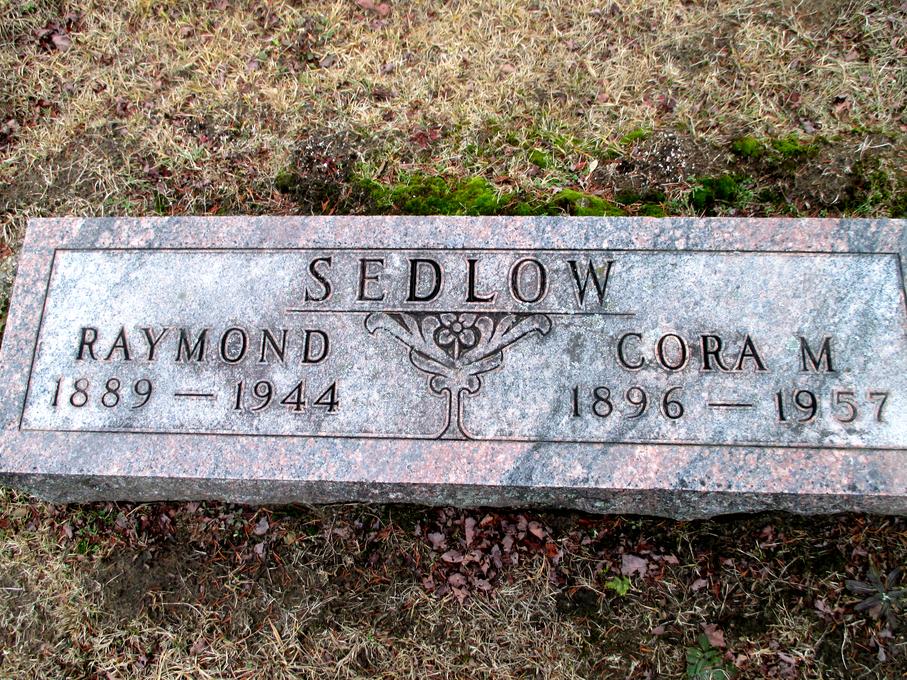 SEDLOW
RAYMOND CORA M
1889 — 1944 1896 — 1957